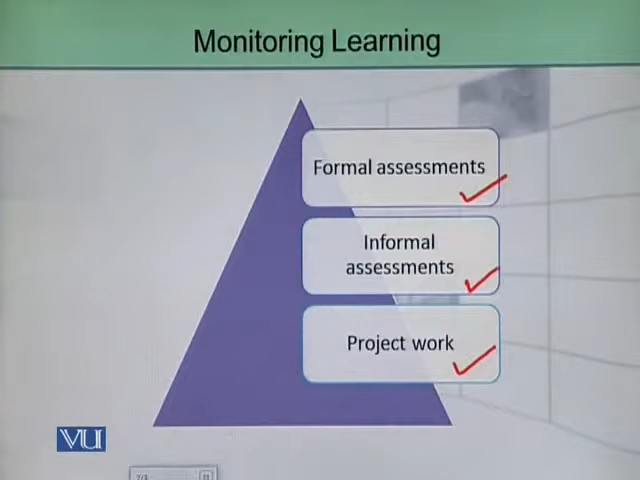 Monitoring Learning
Formal assessments
Informal
assessments
Project work
VU